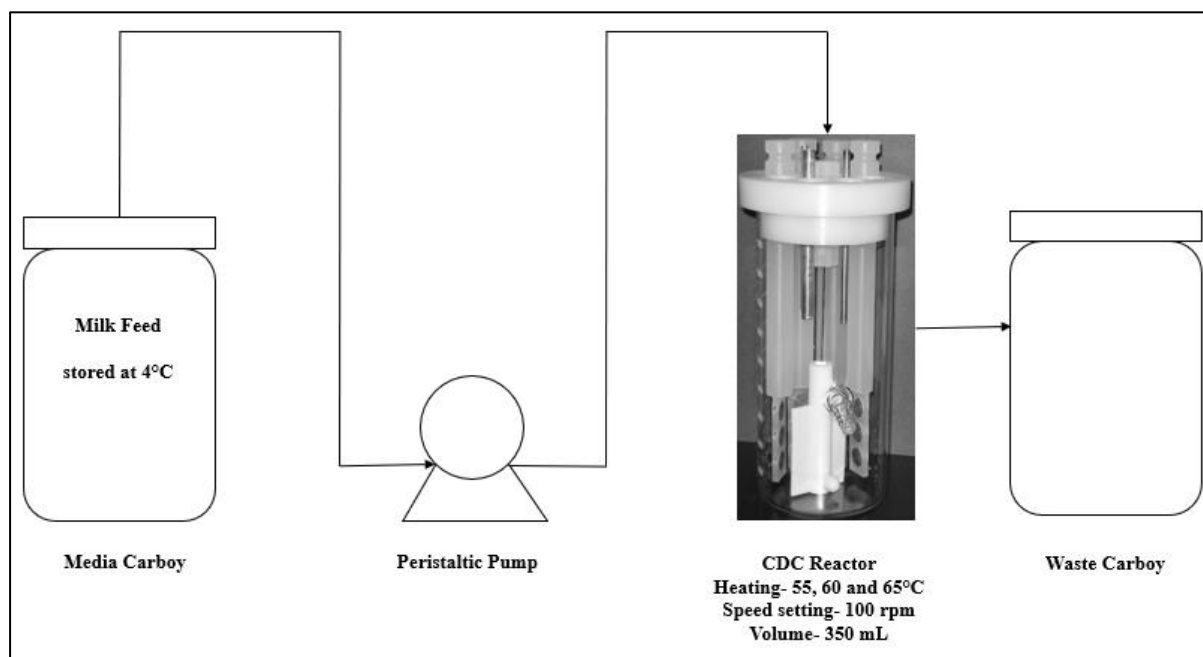 Milk Feed
stored at 4°C
Media Carboy
Peristaltic Pump
CDC Reactor
Heating- 55, 60 and 65°C
Speed setting- 100 rpm
Volume- 350 mL
Waste Carboy